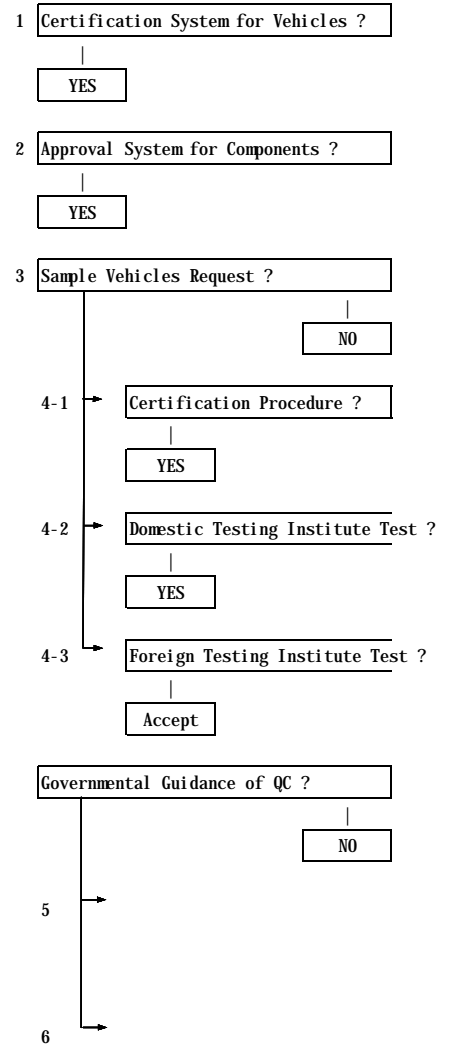 1 Certification System for Vehicles ?
|
YES
2 Approval System for Components ?
|
YES
3 Sample Vehicles Request ?
|
NO
4-1 Certification Procedure ?
|
YES
4-2 Domestic Testing Institute Test ?
|
YES
4-3 Foreign Testing Institute Test ?
|
Accept
Governmental Guidance of QC ?
|
NO
5
6